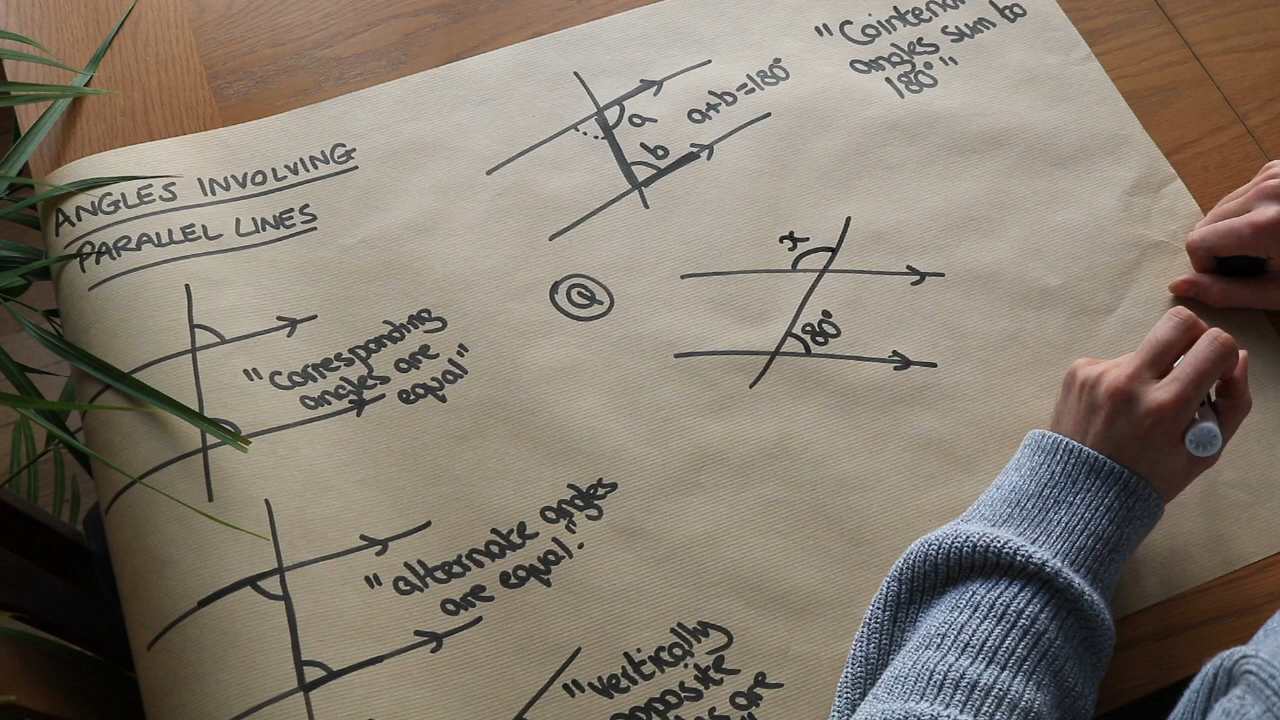 ANGLES INVOLVING
PARALLEL LINES
"Corresponding
angles are
equal"
"alternate angles
are equal."
"Vertically
opposite
are
a
b
a+b=180°
angles sum to
180°"
Q
x
80°